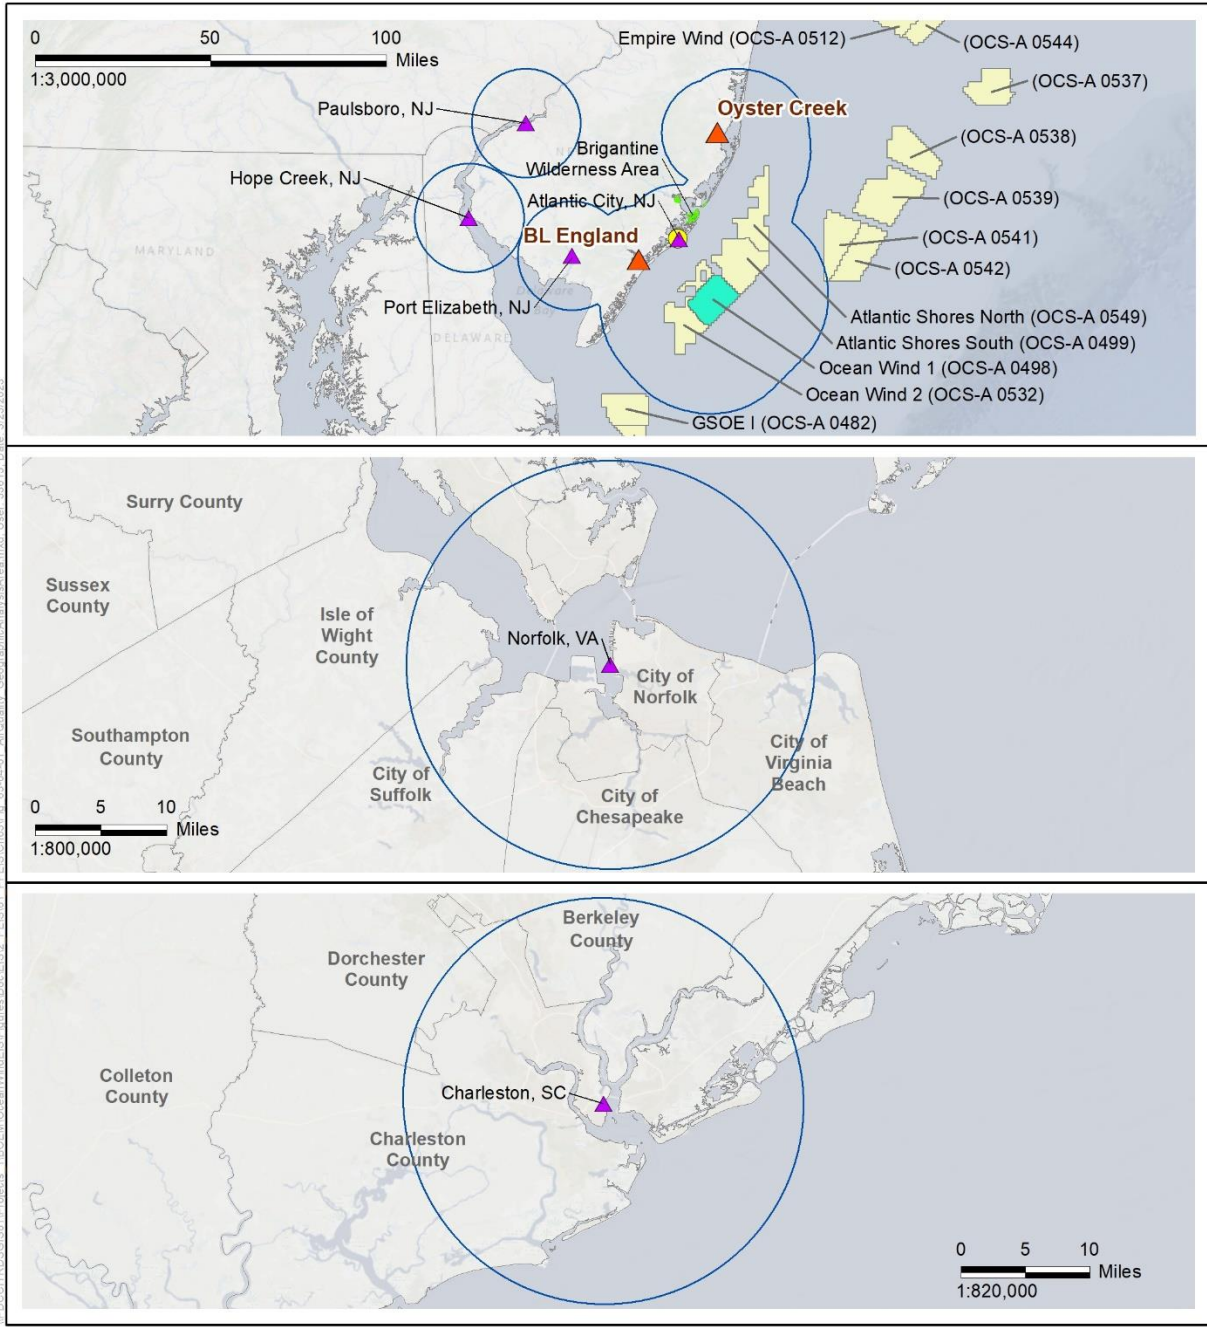 0 50 100
Miles
1:3,000,000
Empire Wind (OCS-A 0512)
(OCS-A 0544)
(OCS-A 0537)
Paulsboro, NJ
Oyster Creek
(OCS-A 0538)
Brigantine
Wilderness Area
Hope Creek, NJ
Atlantic City, NJ
(OCS-A 0539)
MARYLAND
BL England
(OCS-A 0541)
(OCS-A 0542)
Port Elizabeth, NJ
Delaware
Bay
DELAWARE
Atlantic Shores North (OCS-A 0549)
Atlantic Shores South (OCS-A 0499)
Ocean Wind 1 (OCS-A 0498)
Ocean Wind 2 (OCS-A 0532)
GSOE I (OCS-A 0482)
Surry County
Sussex
County
Isle of
Wight
County
Norfolk, VA
City of
Norfolk
Southampton
County
City of
Suffolk
City of
Virginia
Beach
City of
Chesapeake
0 5 10
Miles
1:800,000
Berkeley
County
Dorchester
County
Colleton
County
Charleston, SC
Charleston
County
0 5 10
Miles
1:820,000